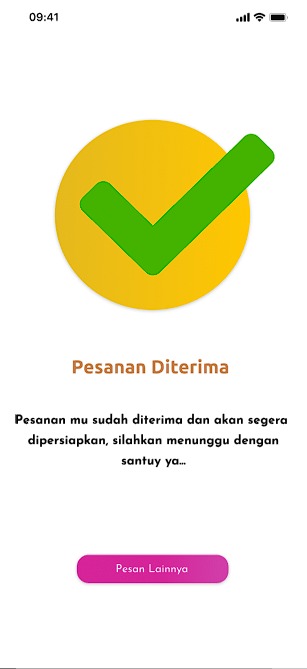 09:41
Pesanan Diterima
Pesanan mu sudah diterima dan akan segera
dipersiapkan, silahkan menunggu dengan
santuy ya...
Pesan Lainnya